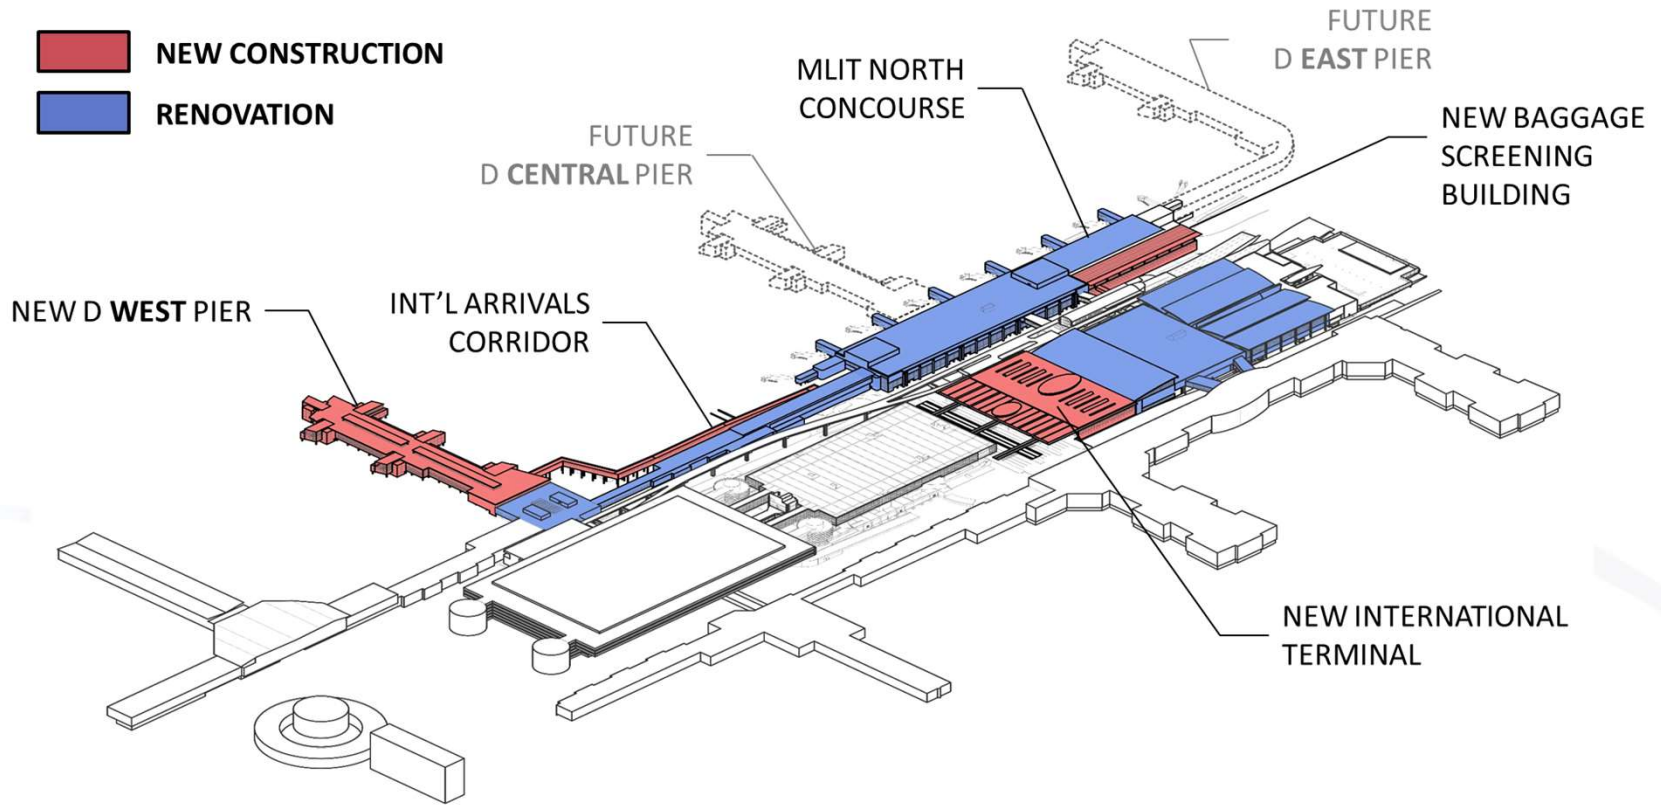 NEW CONSTRUCTION
RENOVATION
FUTURE
D EAST PIER
MLIT NORTH
CONCOURSE
NEW BAGGAGE
SCREENING
BUILDING
FUTURE
D CENTRAL PIER
NEW D WEST PIER
INT’L ARRIVALS
CORRIDOR
NEW INTERNATIONAL
TERMINAL